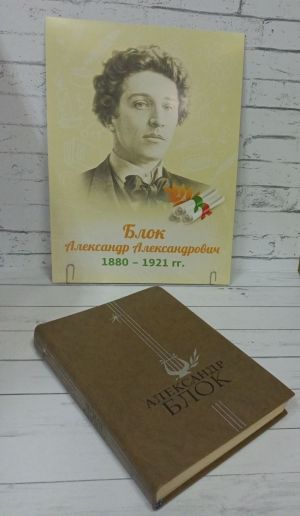 Блок
Александр Александрович
1880 – 1921 гг.
АЛЕКСАНДР
БЛОК